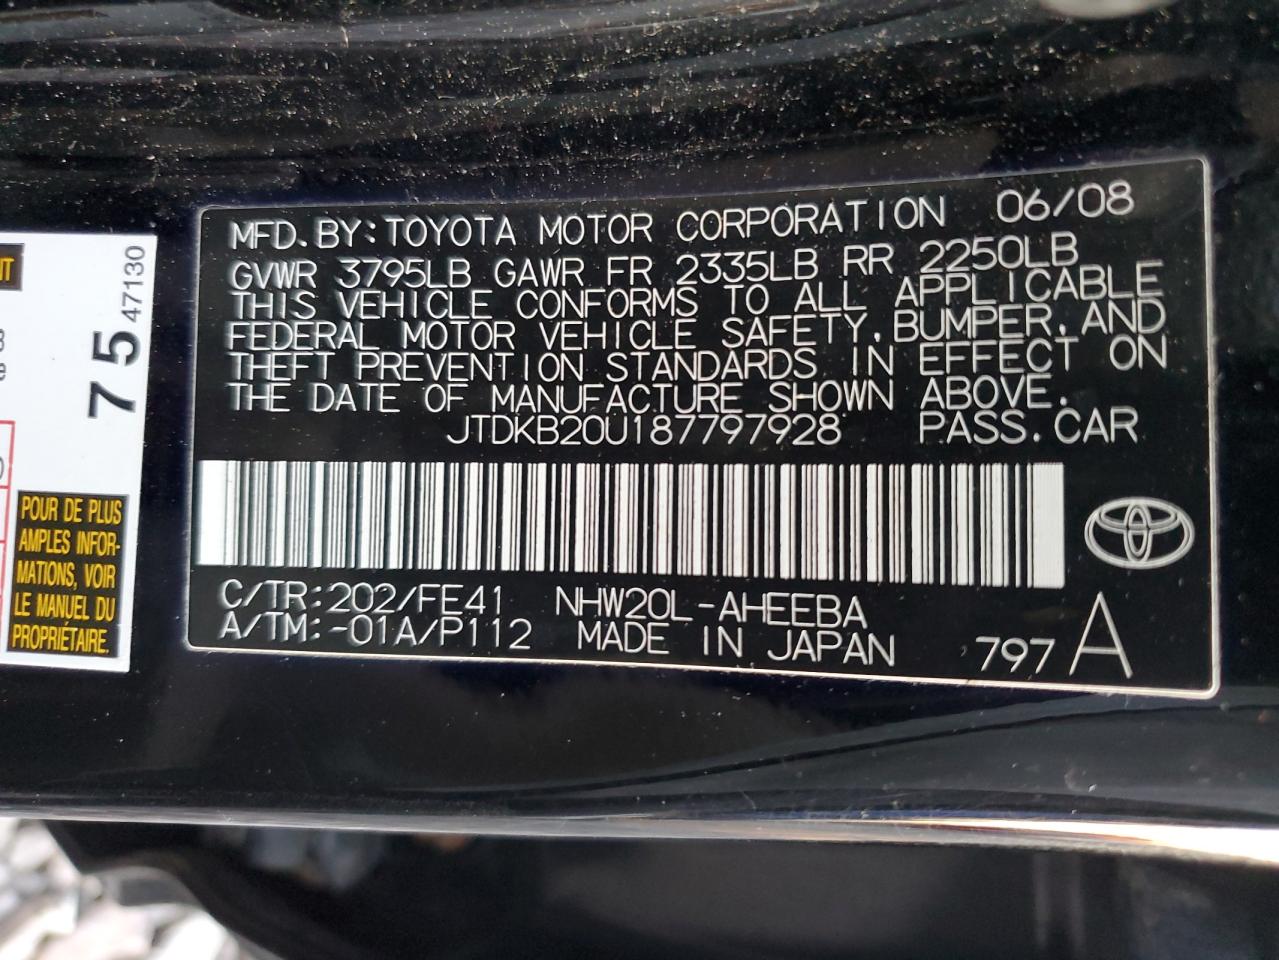 MFD.BY:TOYOTA MOTOR CORPORATION 06/08
GVWR 3795LB GAWR FR 2335LB RR 2250LB
THIS VEHICLE CONFORMS TO ALL APPLICABLE
FEDERAL MOTOR VEHICLE SAFETY,BUMPER,AND
THEFT PREVENTION STANDARDS IN EFFECT ON
THE DATE OF MANUFACTURE SHOWN ABOVE.
JTDKB20U187797928 PASS.CAR
C/TR:202/FE41 NHW20L-AHEEBA
A/TM:-01A/P112 MADE IN JAPAN 797 A
75
47130
POUR DE PLUS
AMPLES INFOR-
MATIONS, VOIR
LE MANUEL DU
PROPRIÉTAIRE.